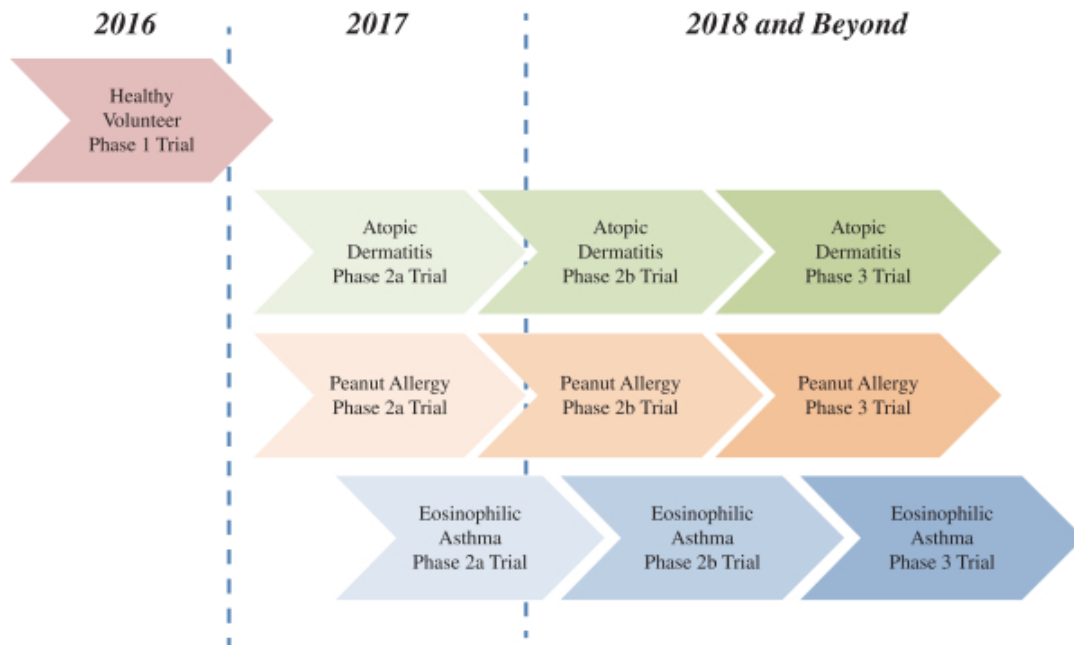 2016
2017
2018 and Beyond
Healthy
Volunteer
Phase 1 Trial
Atopic
Dermatitis
Phase 2a Trial
Atopic
Dermatitis
Phase 2b Trial
Atopic
Dermatitis
Phase 3 Trial
Peanut Allergy
Phase 2a Trial
Peanut Allergy
Phase 2b Trial
Peanut Allergy
Phase 3 Trial
Eosinophilic
Asthma
Phase 2a Trial
Eosinophilic
Asthma
Phase 2b Trial
Eosinophilic
Asthma
Phase 3 Trial